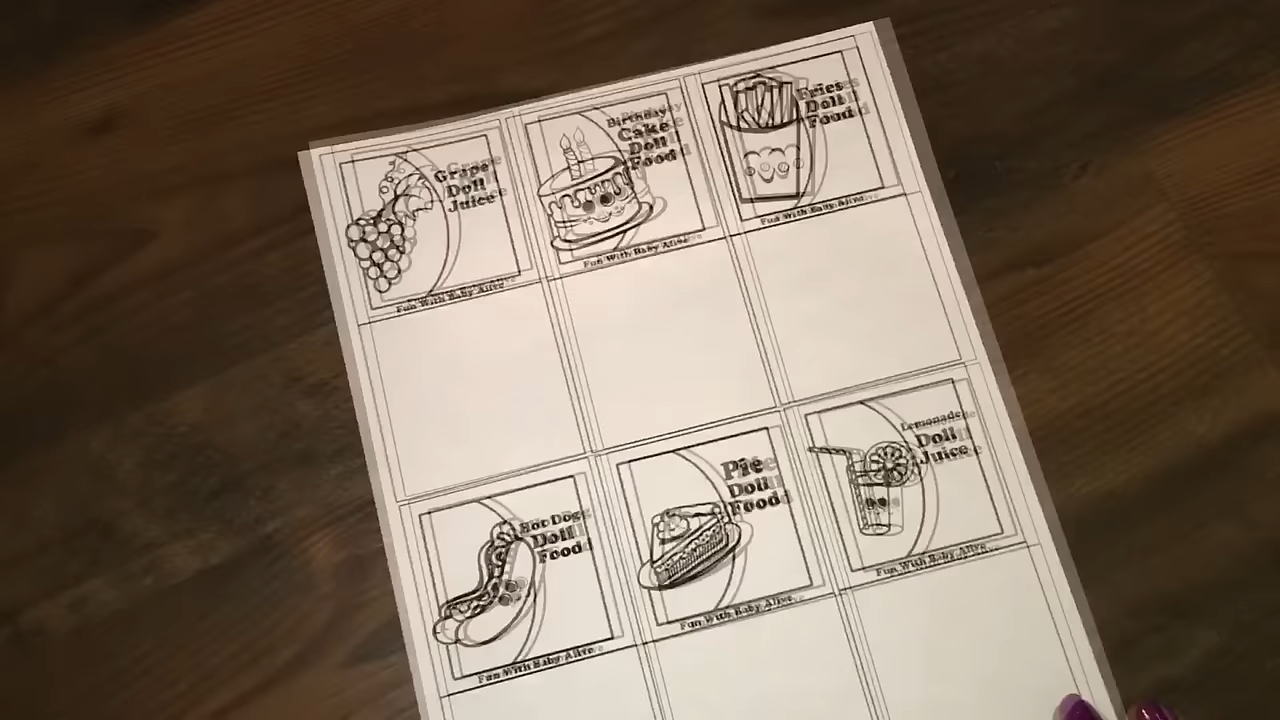 Grape
Doll
Juice
Fun With Baby Alive
Birthday
Cake
Doll
Food
Fun With Baby Alive
Fries
Doll
Food
Fun With Baby Alive
Hot Dog
Doll
Food
Fun With Baby Alive
Pie
Doll
Food
Fun With Baby Alive
Lemonade
Doll
Juice
Fun With Baby Alive